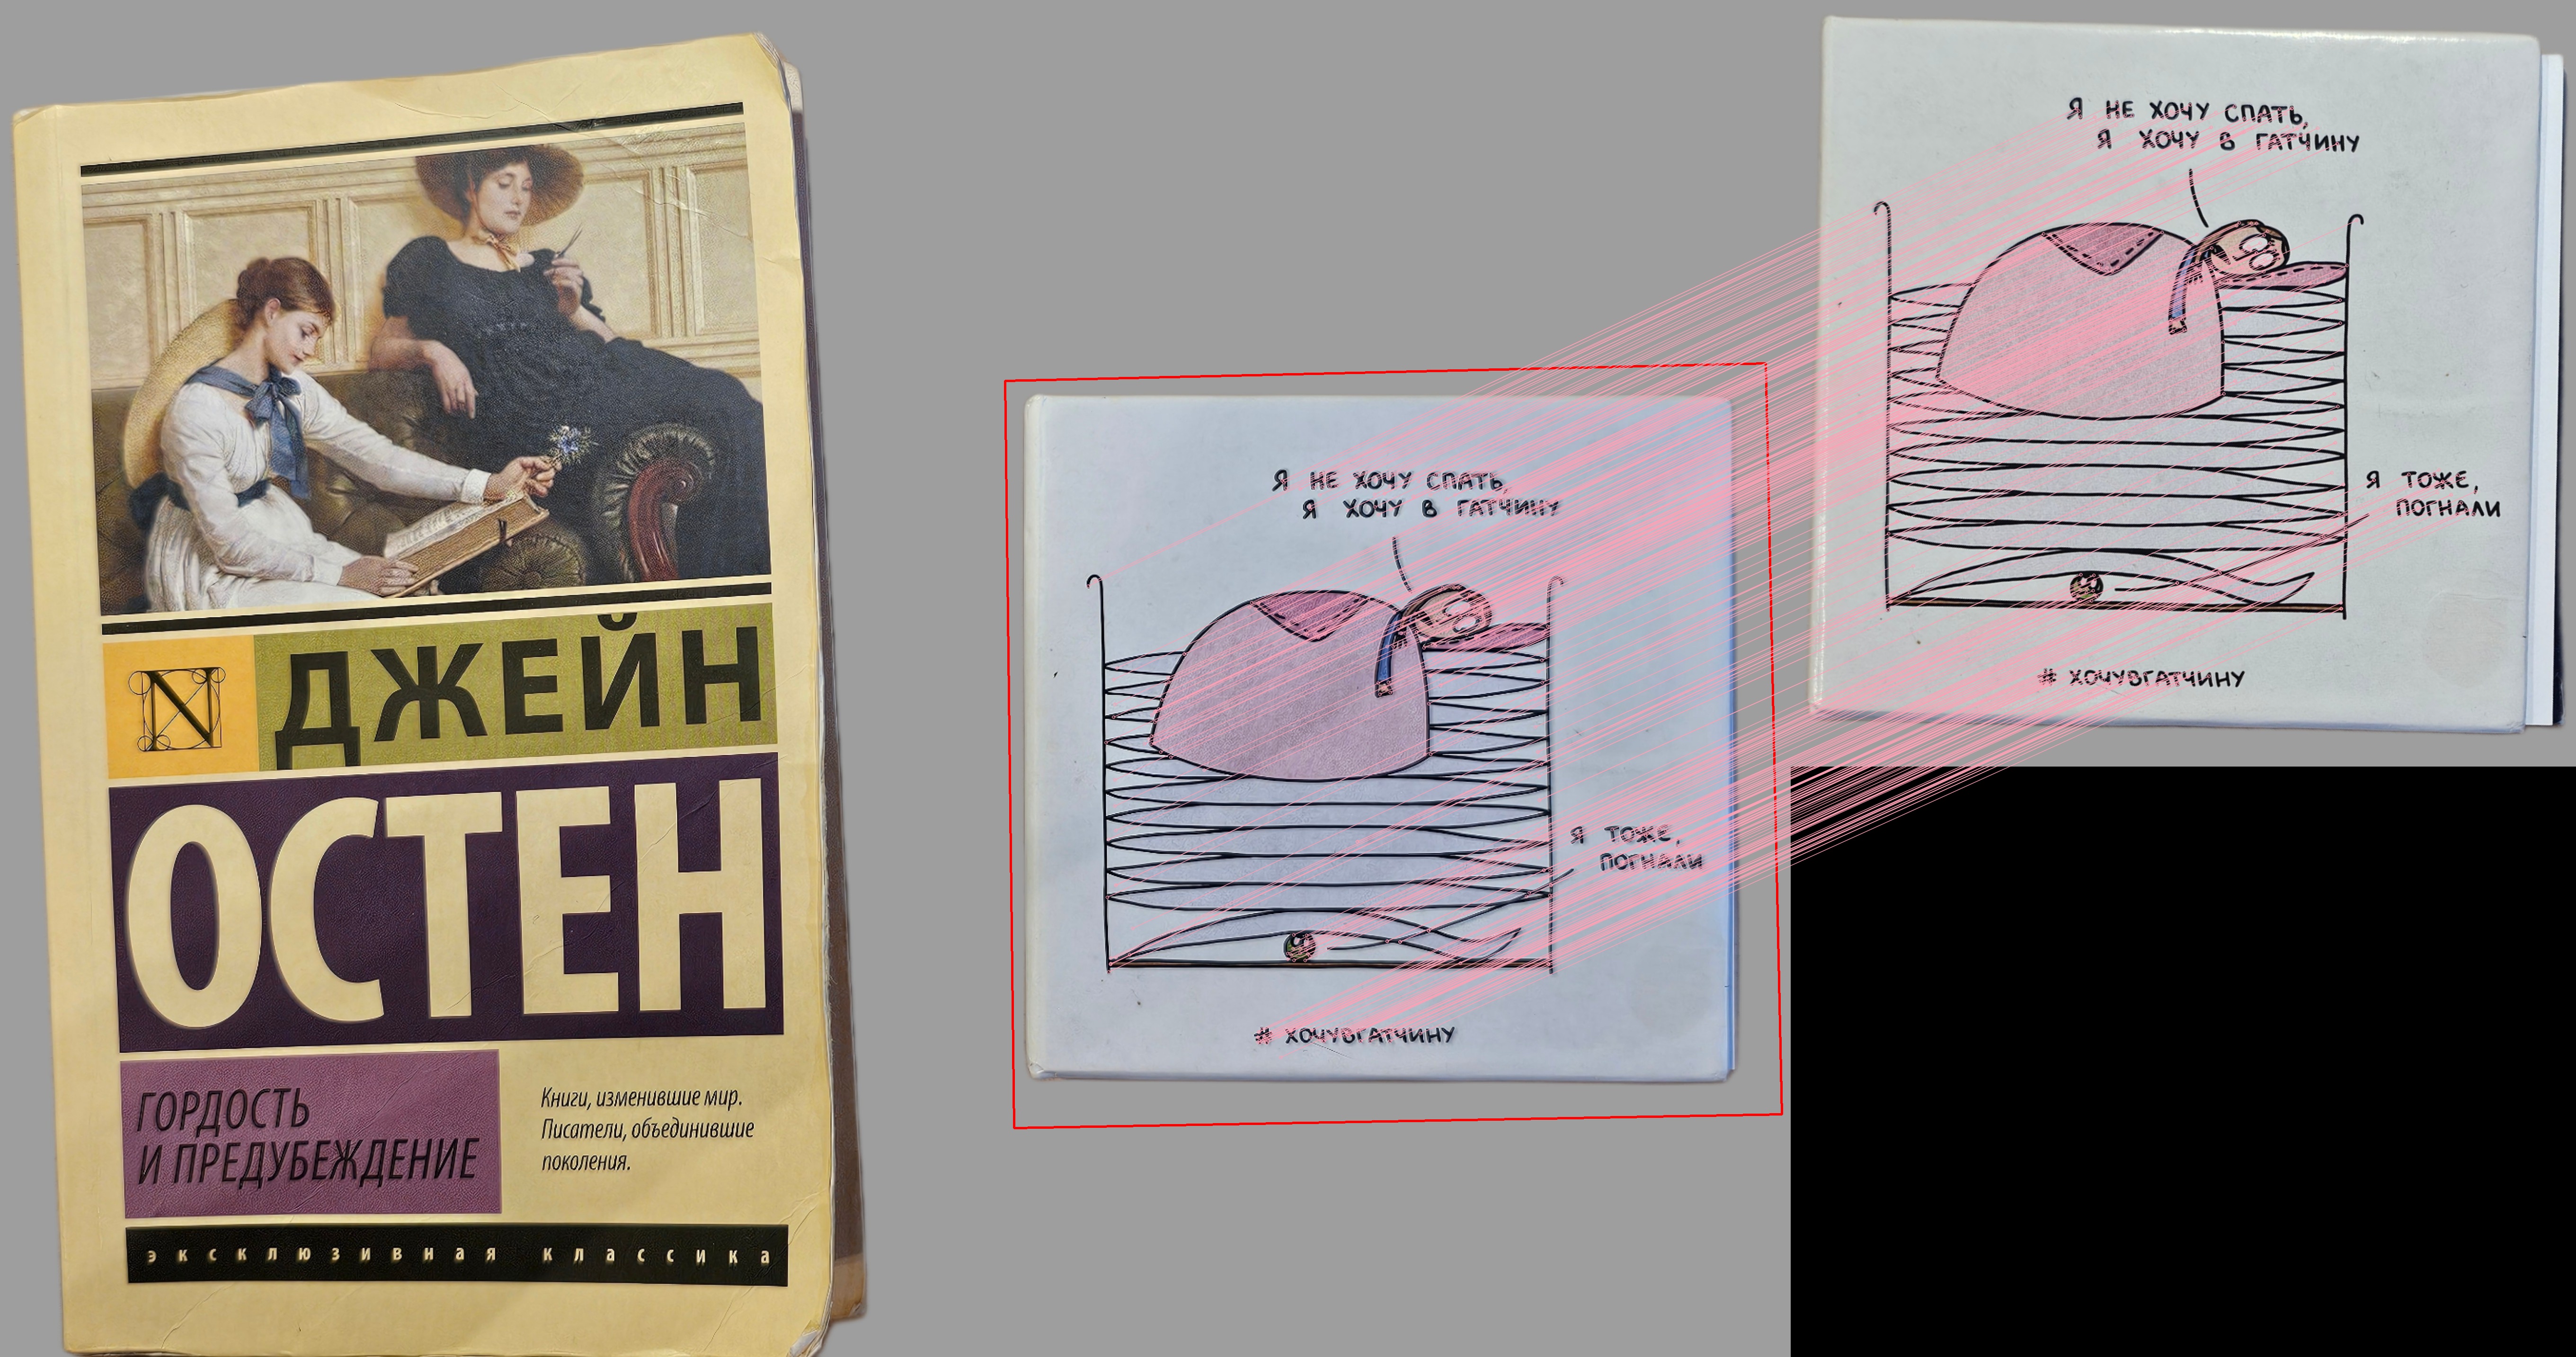 N
ДЖЕЙН
ОСТЕН
ГОРДОСТЬ
И ПРЕДУБЕЖДЕНИЕ
Книги, изменившие мир.
Писатели, объединившие
поколения.
эксклюзивная классика
Я НЕ ХОЧУ СПАТЬ,
Я ХОЧУ В ГАТЧИНУ
Я ТОЖЕ,
ПОГНАЛИ
# ХОЧУВГАТЧИНУ
Я НЕ ХОЧУ СПАТЬ,
Я ХОЧУ В ГАТЧИНУ
Я ТОЖЕ,
ПОГНАЛИ
# ХОЧУВГАТЧИНУ